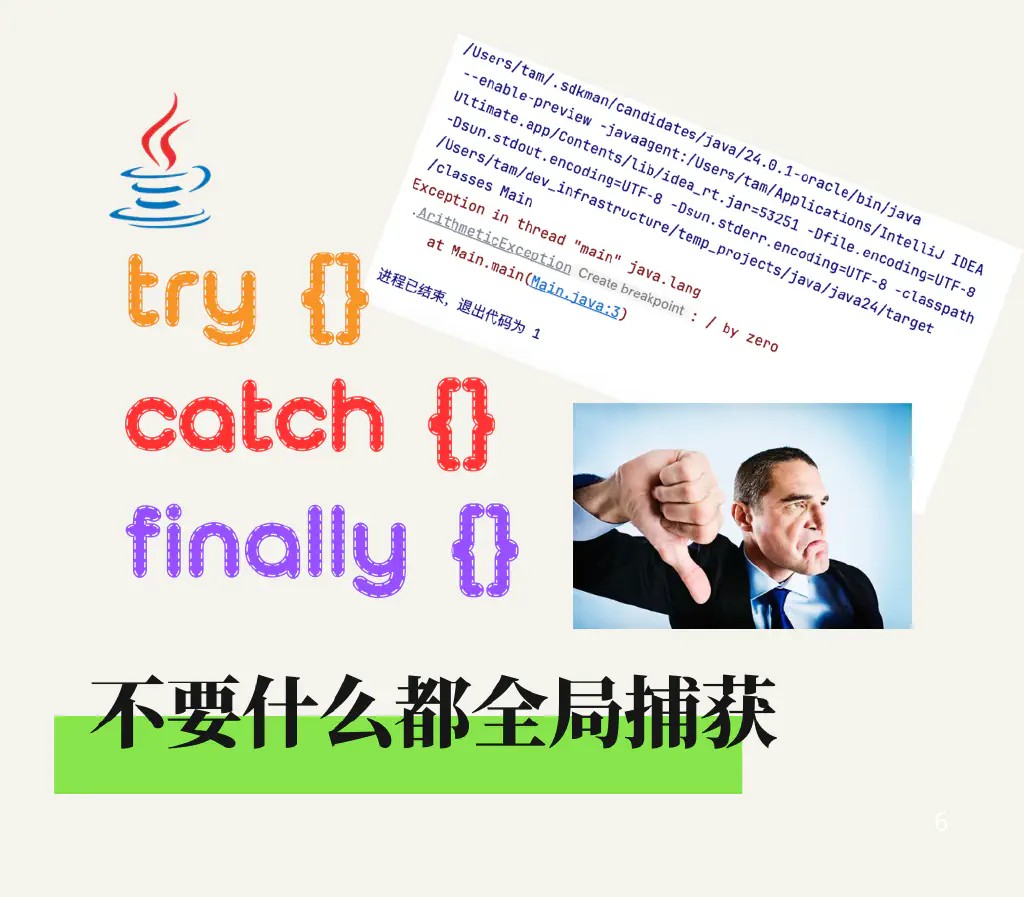 /Users/tam/.sdkman/candidates/java/24.0.1-oracle/bin/java
--enable-preview -javaagent:/Users/tam/Applications/IntelliJ IDEA
Ultimate.app/Contents/lib/idea_rt.jar=53251 -Dfile.encoding=UTF-8
-Dsun.stdout.encoding=UTF-8 -Dsun.stderr.encoding=UTF-8 -classpath
/Users/tam/dev_infrastructure/temp_projects/java/java24/target
/classes Main
Exception in thread "main" java.lang
.ArithmeticException Create breakpoint : / by zero
at Main.main(Main.java:3)
进程已结束，退出代码为 1
try {}
catch {}
finally {}
不要什么都全局捕获
6